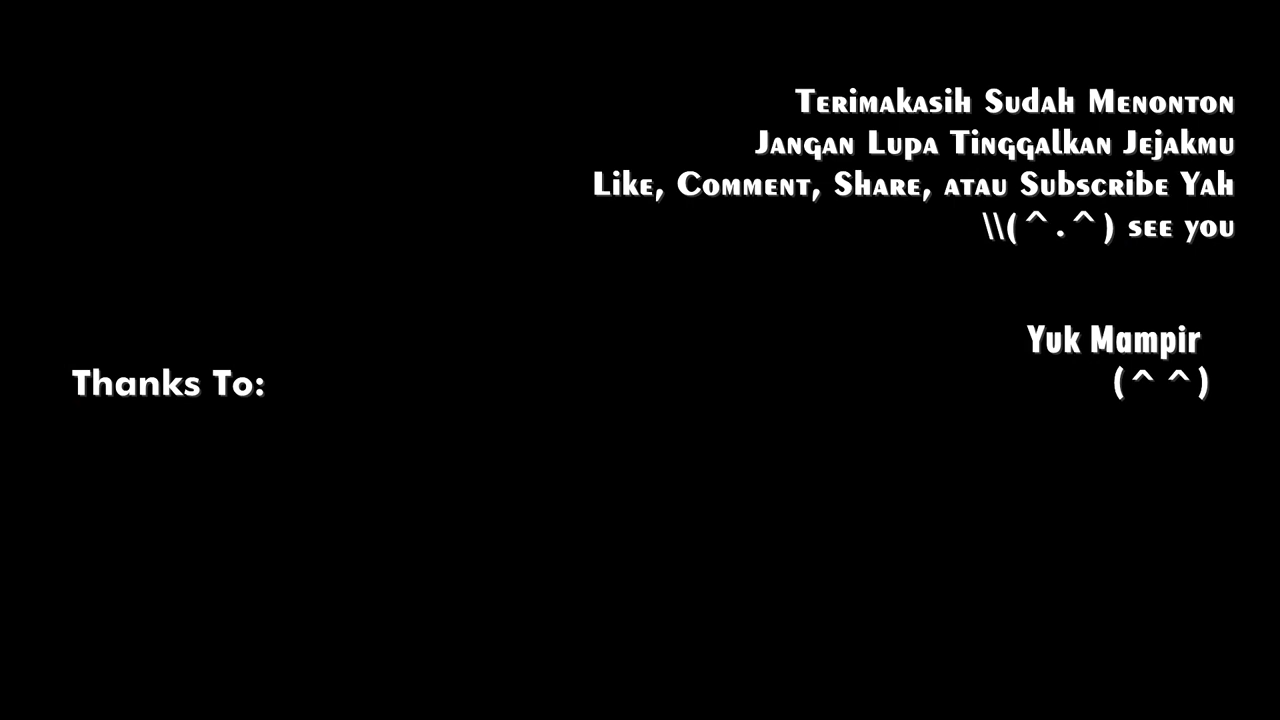 Terimakasih Sudah Menonton
Jangan Lupa Tinggalkan Jejakmu
Like, Comment, Share, atau Subscribe Yah
\\(^.^) see you
Yuk Mampir
(^ ^)
Thanks To: